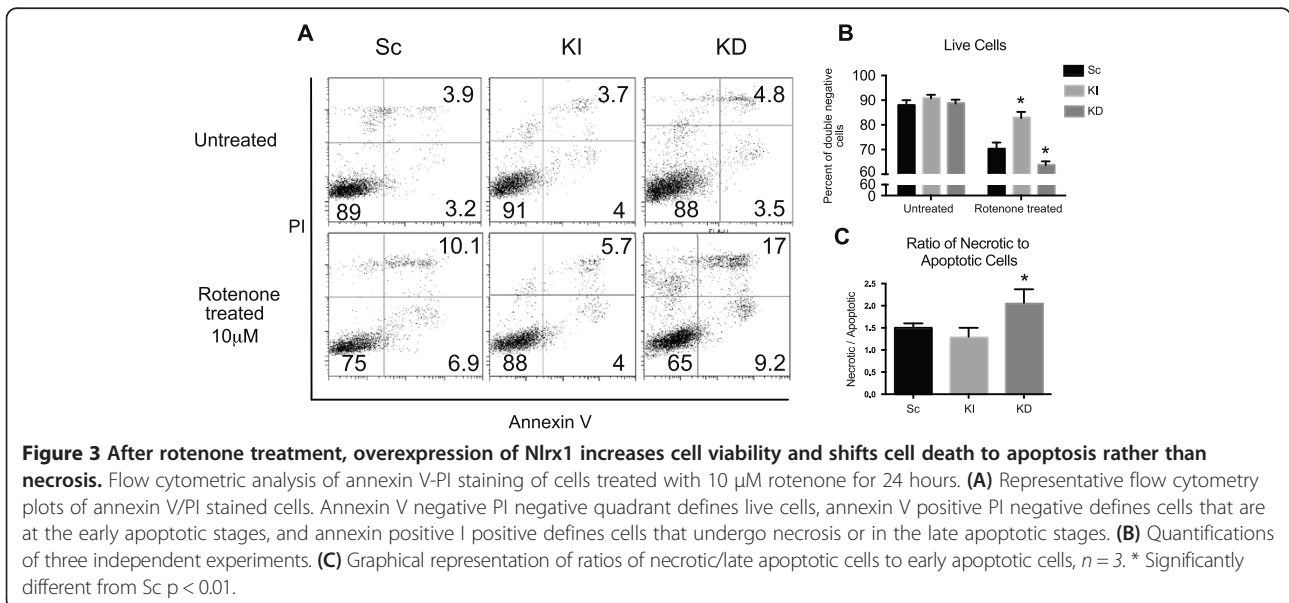 A
Sc
KI
KD
Untreated
3.9
3.7
4.8
89
3.2
91
4
88
3.5
PI
Rotenone
treated
10µM
10.1
5.7
17
75
6.9
88
4
65
9.2
Annexin V
B
Live Cells
Sc
KI
KD
Percent of double negative
cells
100
90
80
70
60
60
0
*
*
Untreated
Rotenone treated
C
Ratio of Necrotic to
Apoptotic Cells
Necrotic / Apoptotic
2.5
2.0
1.5
1.0
0.5
0.0
*
Sc
KI
KD
Figure 3 After rotenone treatment, overexpression of Nlrx1 increases cell viability and shifts cell death to apoptosis rather than
necrosis. Flow cytometric analysis of annexin V-PI staining of cells treated with 10 µM rotenone for 24 hours. (A) Representative flow cytometry
plots of annexin V/PI stained cells. Annexin V negative PI negative quadrant defines live cells, annexin V positive PI negative defines cells that are
at the early apoptotic stages, and annexin positive I positive defines cells that undergo necrosis or in the late apoptotic stages. (B) Quantifications
of three independent experiments. (C) Graphical representation of ratios of necrotic/late apoptotic cells to early apoptotic cells, n = 3. * Significantly
different from Sc p < 0.01.